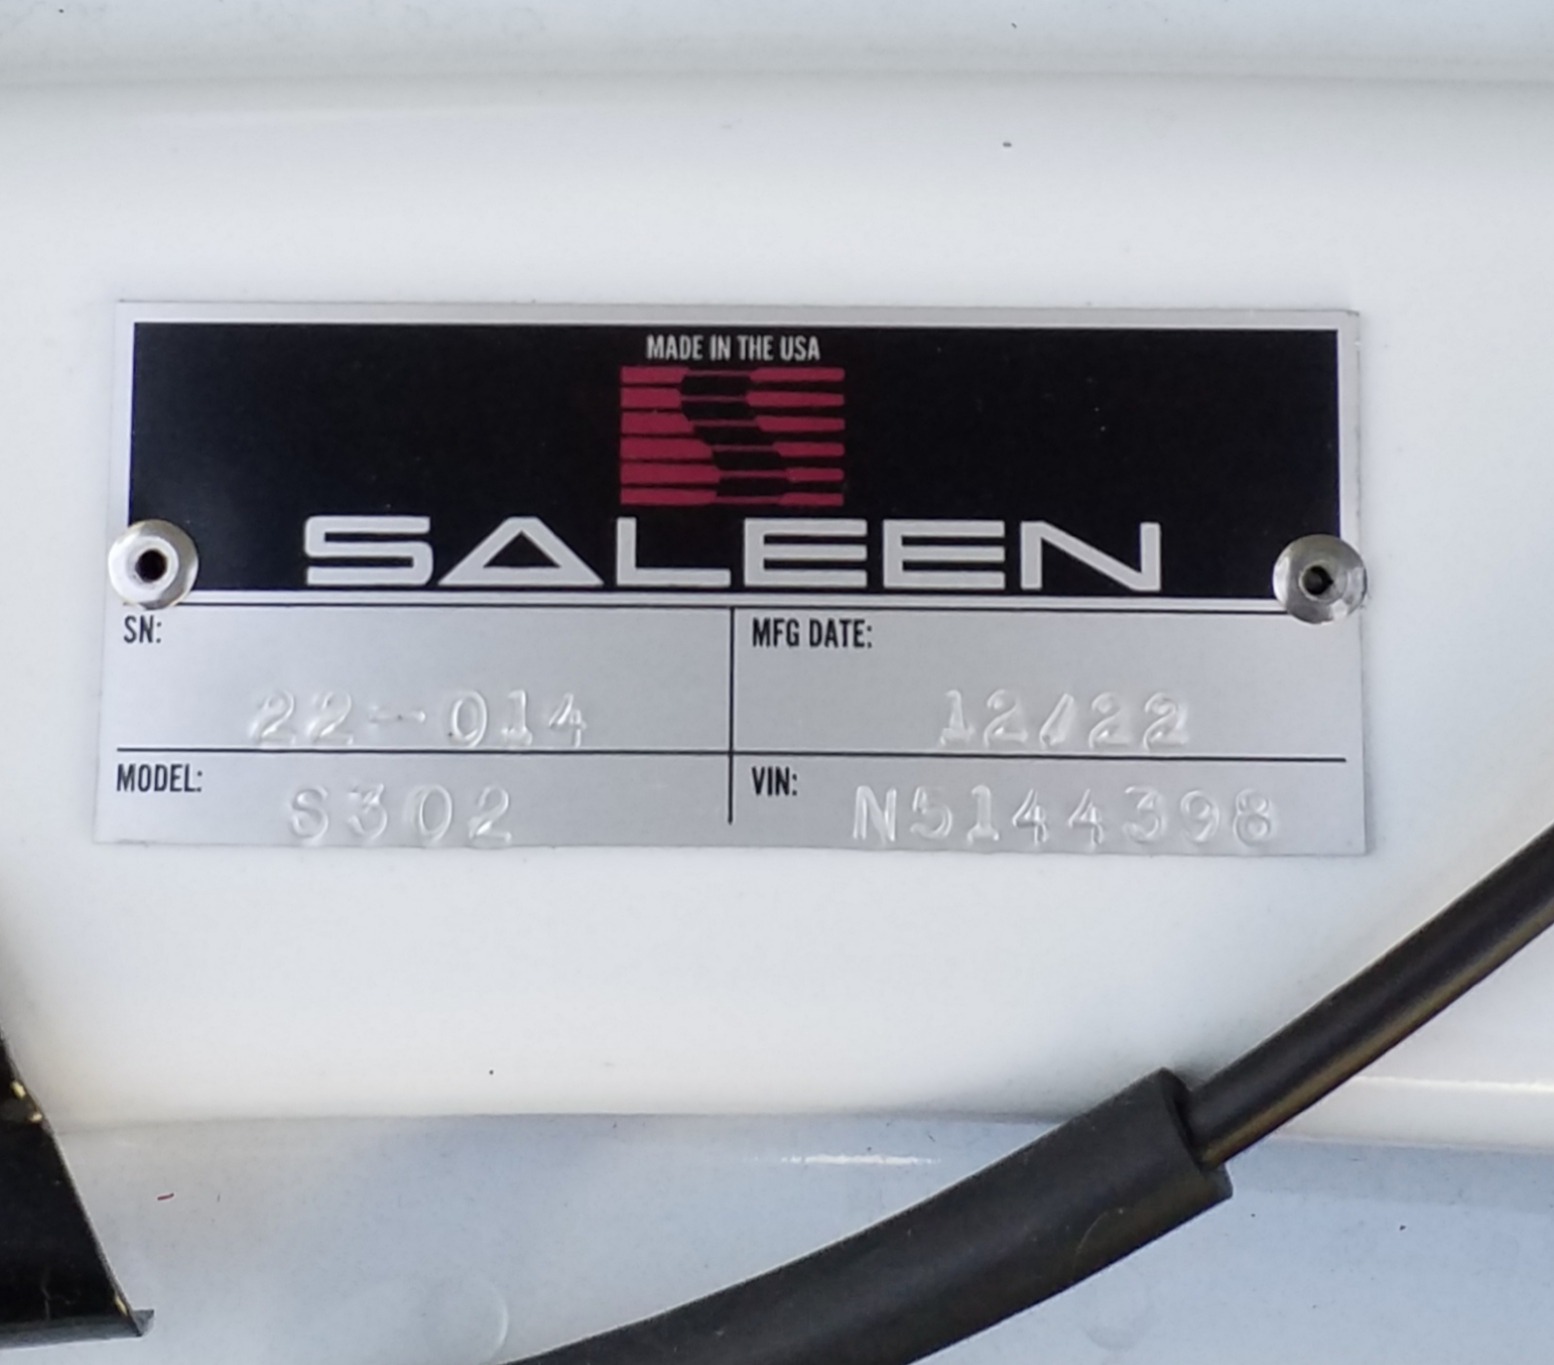 MADE IN THE USA
SALEEN
SN: 22-014
MFG DATE: 12/22
MODEL: S302
VIN: N5144398